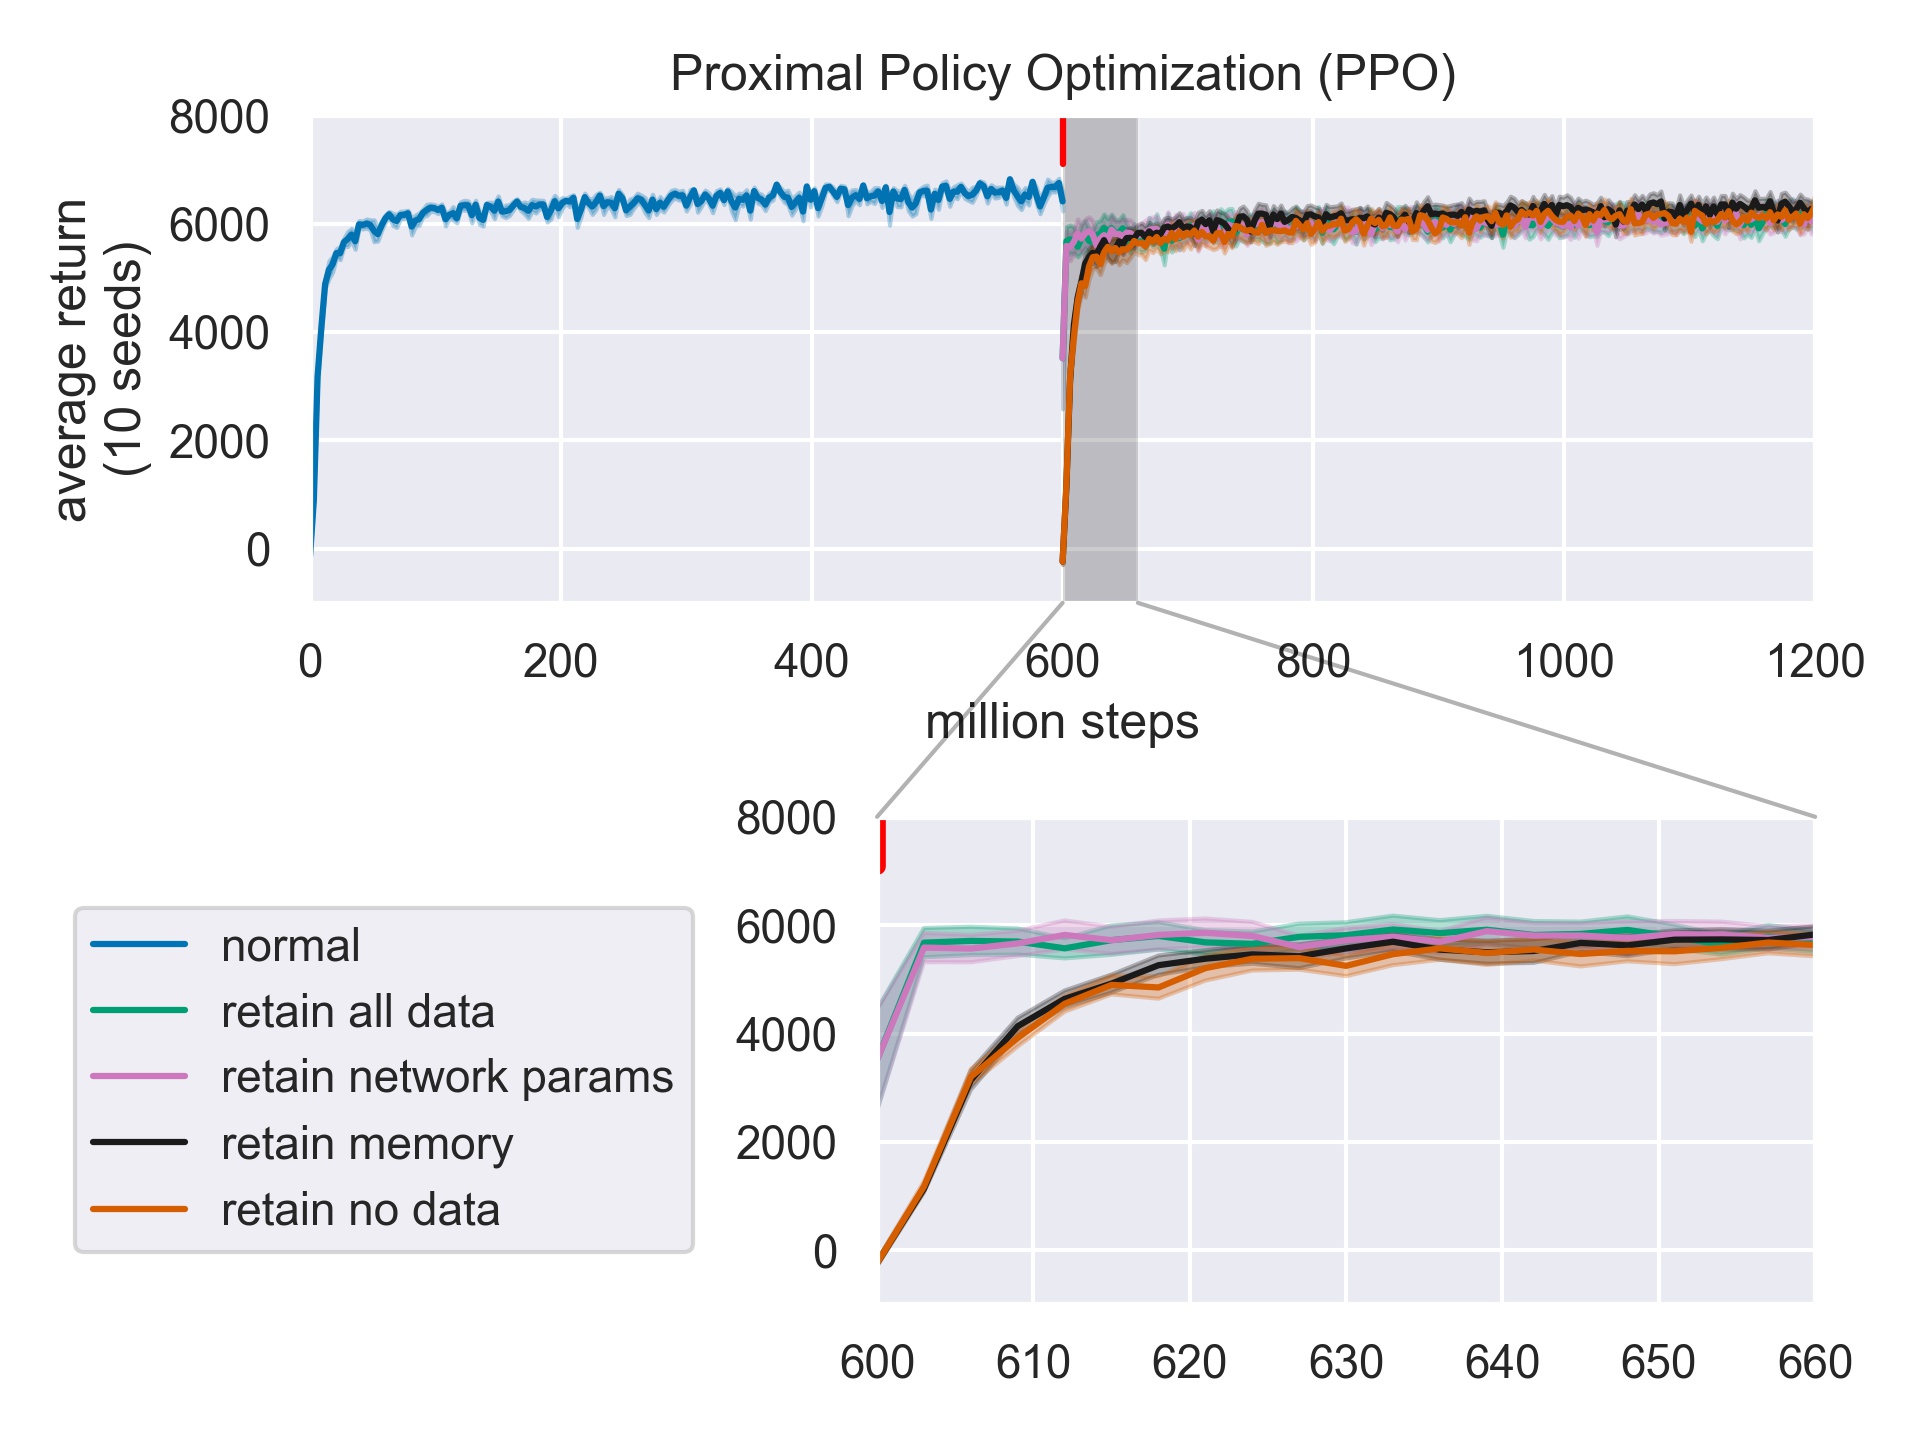 Proximal Policy Optimization (PPO)
average return
(10 seeds)
8000
6000
4000
2000
0
0 200 400 600 800 1000 1200
million steps
normal
retain all data
retain network params
retain memory
retain no data
8000
6000
4000
2000
0
600 610 620 630 640 650 660